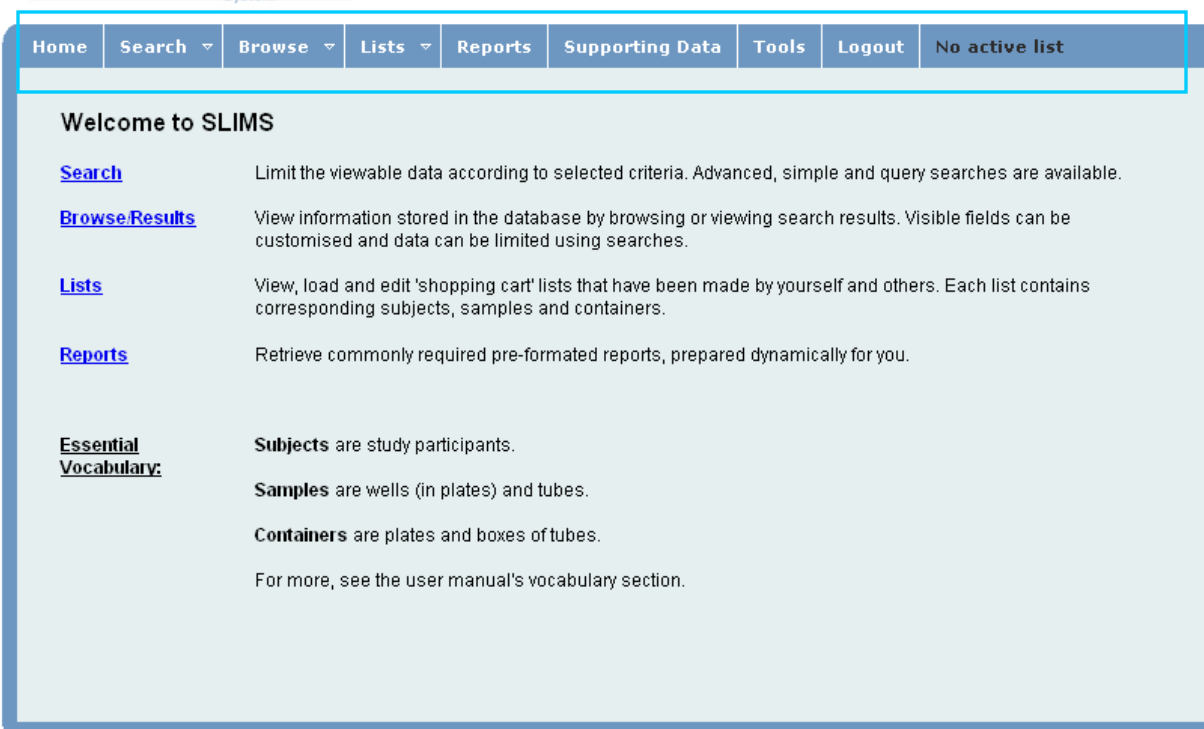 Home Search Browse Lists Reports Supporting Data Tools Logout No active list
Welcome to SLIMS
Search Limit the viewable data according to selected criteria. Advanced, simple and query searches are available.
Browse/Results View information stored in the database by browsing or viewing search results. Visible fields can be
customised and data can be limited using searches.
Lists View, load and edit 'shopping cart' lists that have been made by yourself and others. Each list contains
corresponding subjects, samples and containers.
Reports Retrieve commonly required pre-formated reports, prepared dynamically for you.
Essential Subjects are study participants.
Vocabulary:
Samples are wells (in plates) and tubes.
Containers are plates and boxes of tubes.
For more, see the user manual's vocabulary section.